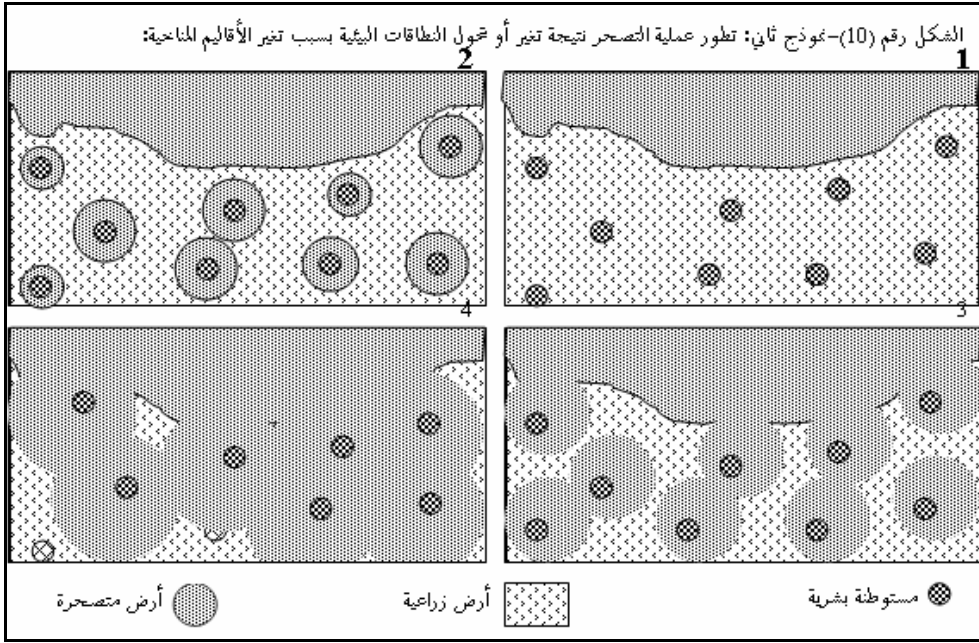 الشكل رقم (10)-نموذج ثاني: تطور عملية التصحر نتيجة تغير أو تحول النطاقات البيئية بسبب تغير الأقاليم المناخية:
1
2
3
4
مستوطنة بشرية
أرض زراعية
أرض متصحرة